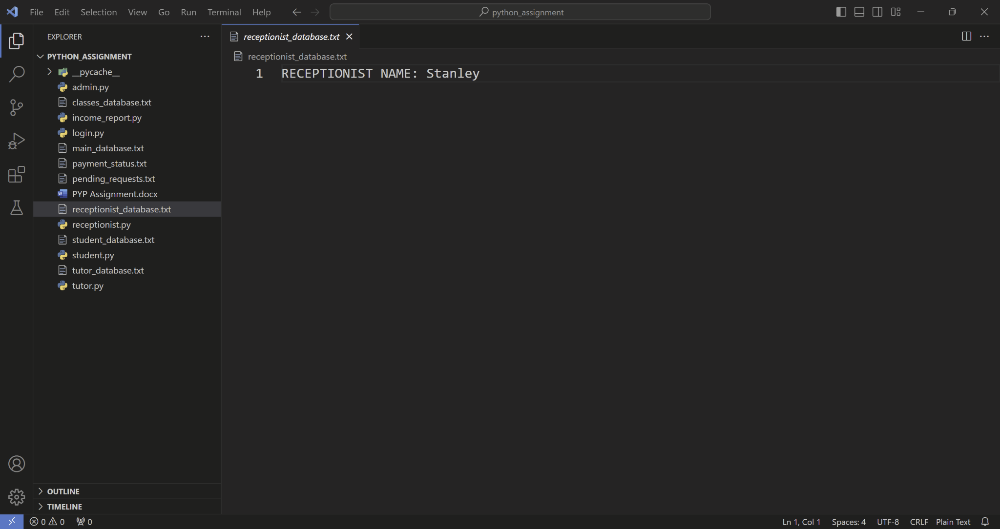 File Edit Selection View Go Run Terminal Help
python_assignment
EXPLORER
PYTHON_ASSIGNMENT
__pycache__
admin.py
classes_database.txt
income_report.py
login.py
main_database.txt
payment_status.txt
pending_requests.txt
PYP Assignment.docx
receptionist_database.txt
receptionist.py
student_database.txt
student.py
tutor_database.txt
tutor.py
OUTLINE
TIMELINE
receptionist_database.txt
receptionist_database.txt
1 RECEPTIONIST NAME: Stanley
0 0 0
Ln 1, Col 1 Spaces: 4 UTF-8 CRLF Plain Text